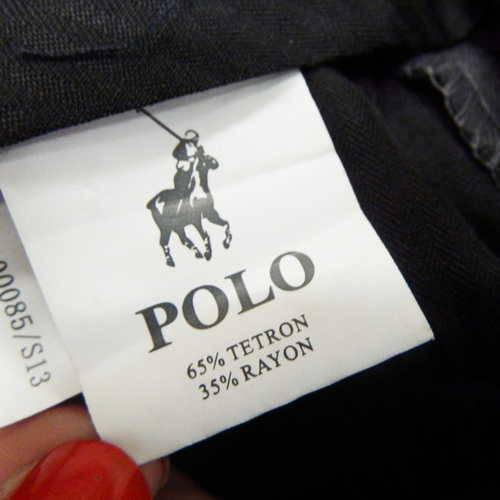 POLO
65% TETRON
35% RAYON
00085/S13